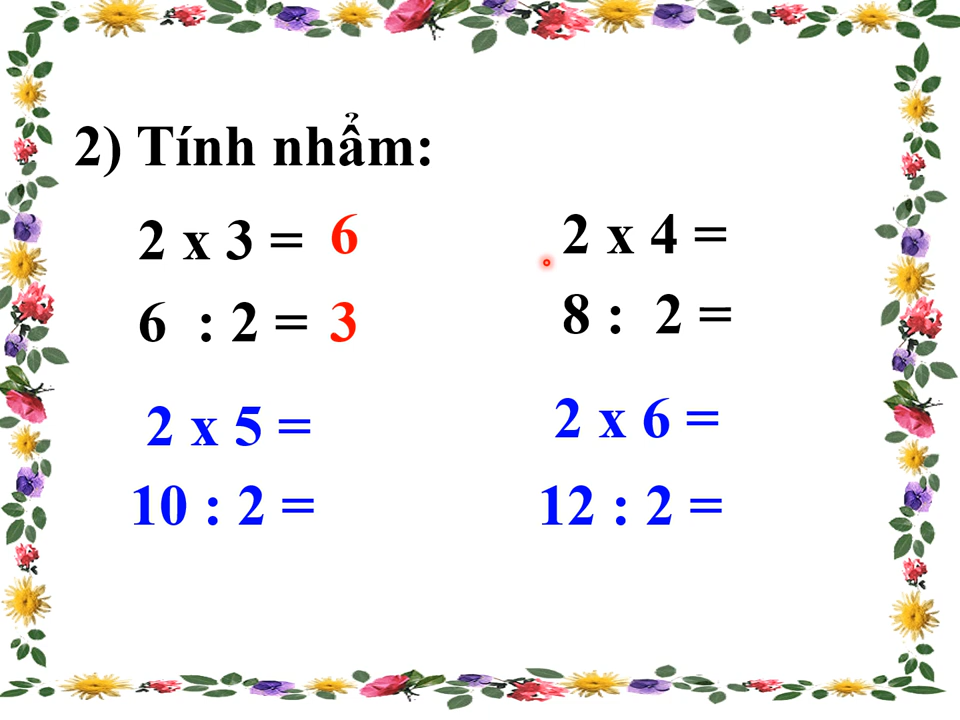 2) Tính nhẩm:
2 x 3 = 6
6 : 2 = 3
2 x 4 =
8 : 2 =
2 x 5 =
10 : 2 =
2 x 6 =
12 : 2 =